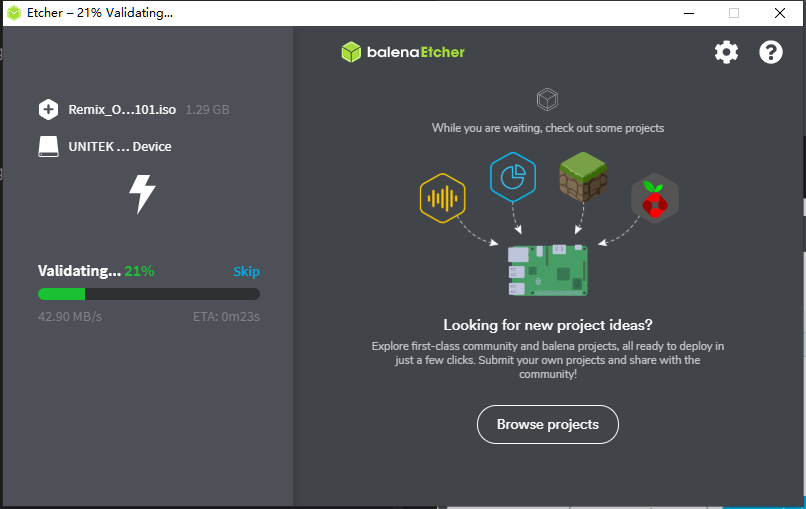 Etcher – 21% Validating...
balenaEtcher
Remix_O...101.iso 1.29 GB
UNITEK ... Device
Validating... 21% Skip
42.90 MB/s ETA: 0m23s
While you are waiting, check out some projects
Looking for new project ideas?
Explore first-class community and balena projects, all ready to deploy in
just a few clicks. Submit your own projects and share with the
community!
Browse projects